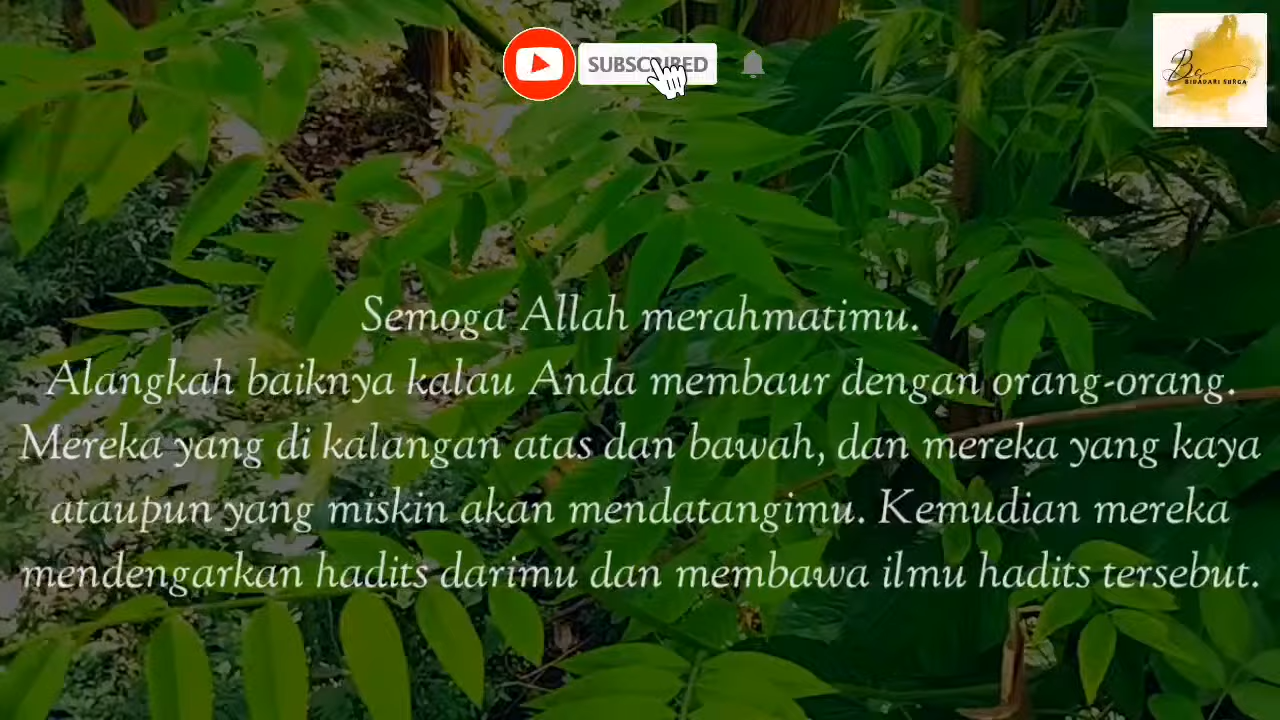 SUBSCRIBED
BIDADARI SURGA
Semoga Allah merahmatimu.
Alangkah baiknya kalau Anda membaur dengan orang-orang.
Mereka yang di kalangan atas dan bawah, dan mereka yang kaya
ataupun yang miskin akan mendatangimu. Kemudian mereka
mendengarkan hadits darimu dan membawa ilmu hadits tersebut.